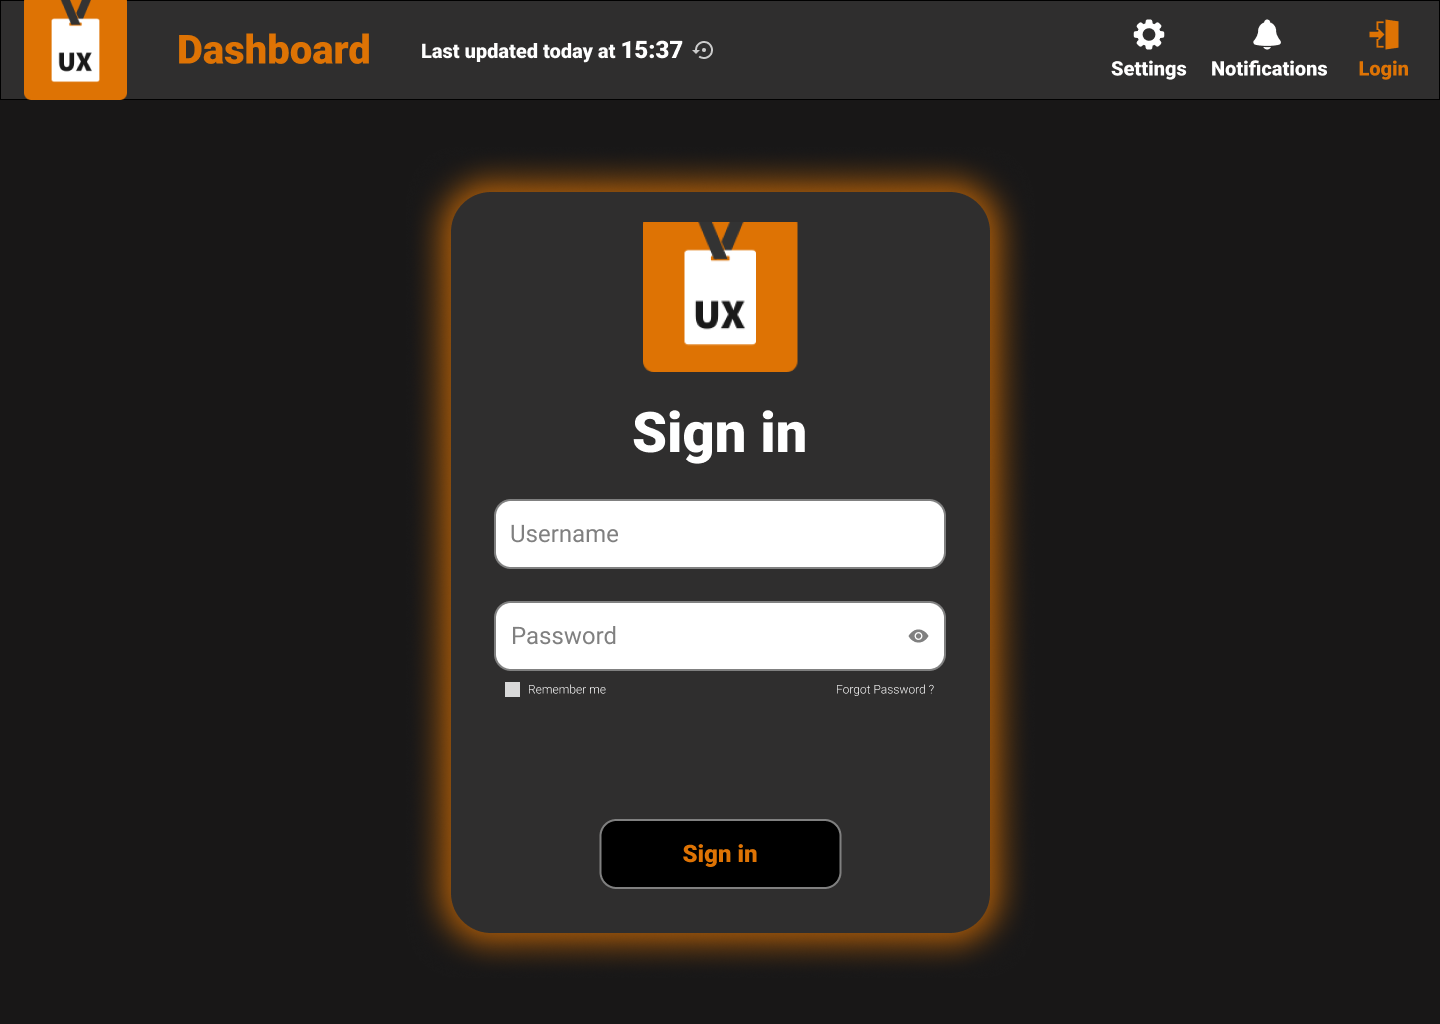 UX
Dashboard
Last updated today at 15:37
Settings
Notifications
Login
UX
Sign in
Username
Password
Remember me
Forgot Password ?
Sign in